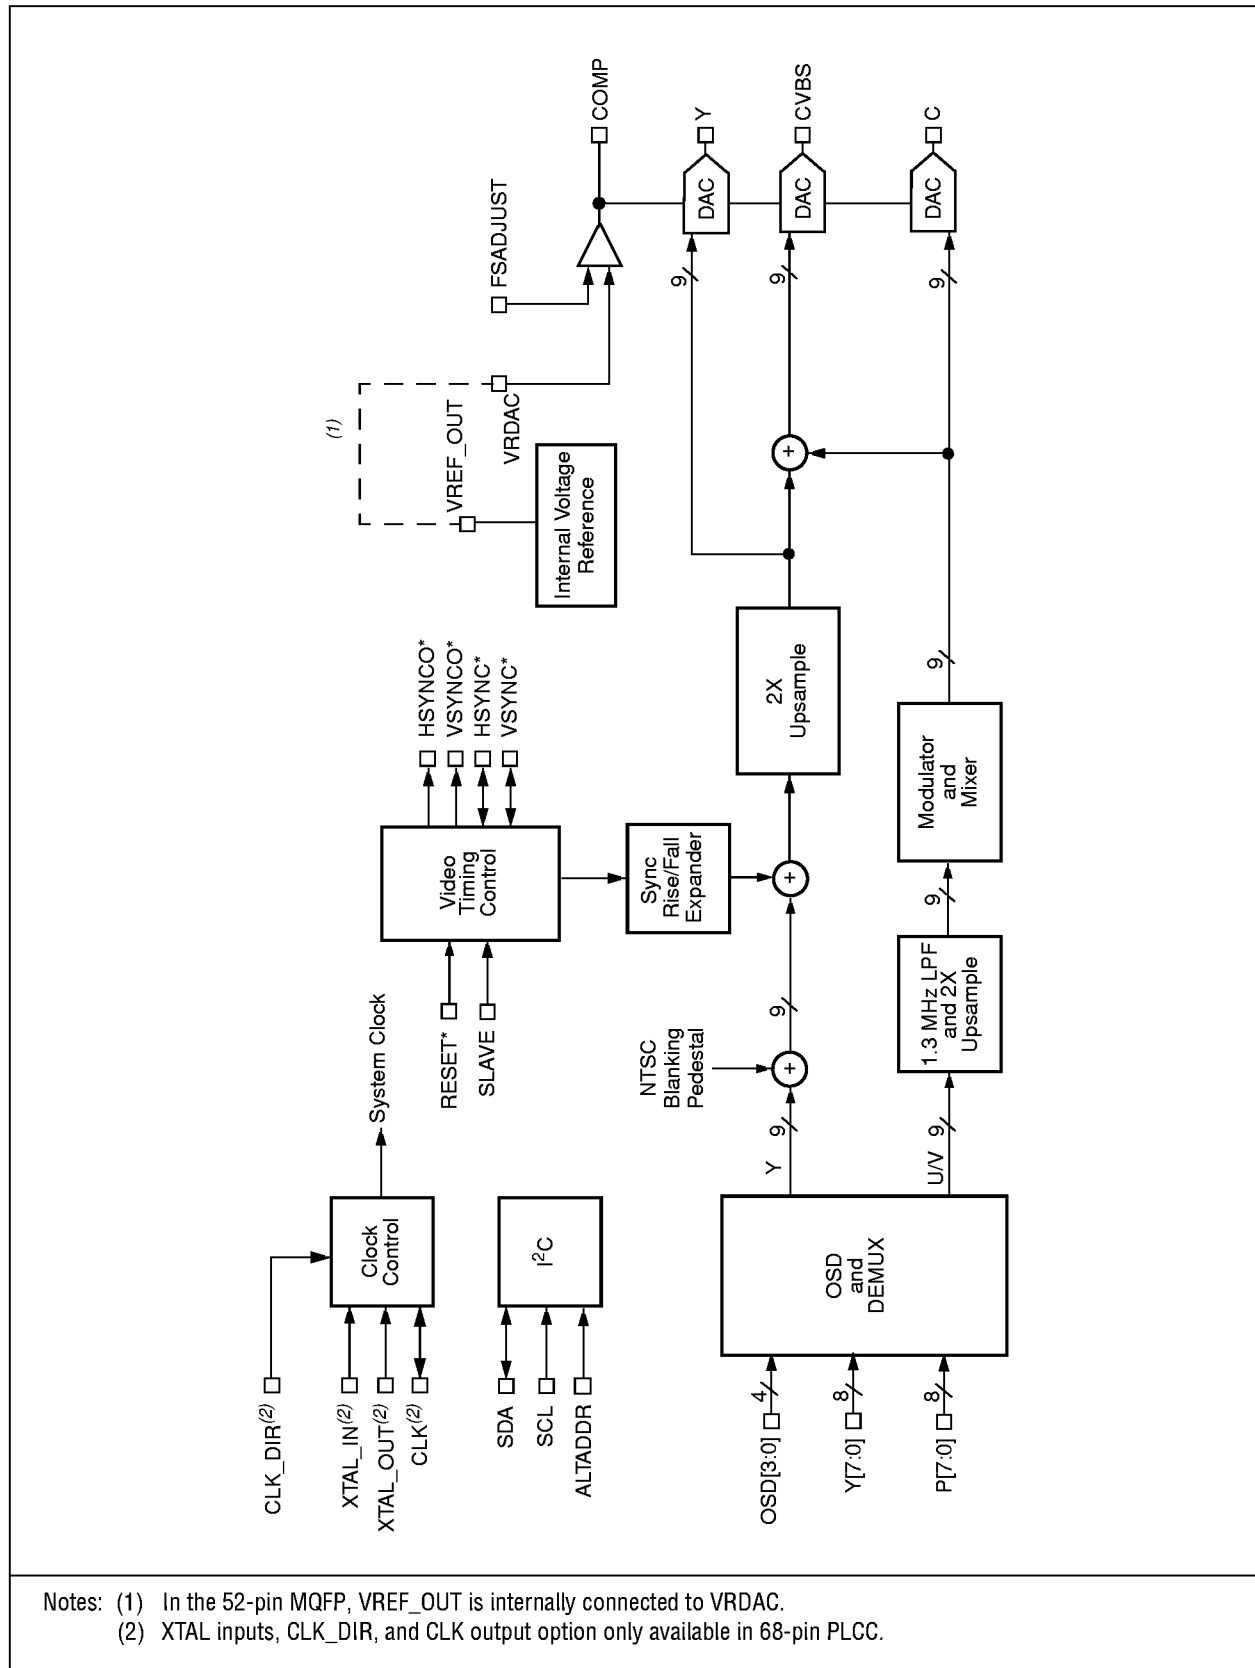 CLK_DIR(2)
XTAL_IN(2)
XTAL_OUT(2)
CLK(2)
Clock
Control
System Clock
SDA
SCL
ALTADDR
I2C
RESET*
SLAVE
Video
Timing
Control
HSYNCO*
VSYNCO*
HSYNC*
VSYNC*
Sync
Rise/Fall
Expander
(1)
VREF_OUT
VRDAC
Internal Voltage
Reference
FSADJUST
COMP
OSD[3:0]
4
Y[7:0]
8
P[7:0]
8
OSD
and
DEMUX
Y
9
NTSC
Blanking
Pedestal
+
9
+
2X
Upsample
+
9
DAC
Y
9
DAC
CVBS
U/V
9
1.3 MHz LPF
and 2X
Upsample
9
Modulator
and
Mixer
9
9
DAC
C
Notes: (1) In the 52-pin MQFP, VREF_OUT is internally connected to VRDAC.
(2) XTAL inputs, CLK_DIR, and CLK output option only available in 68-pin PLCC.